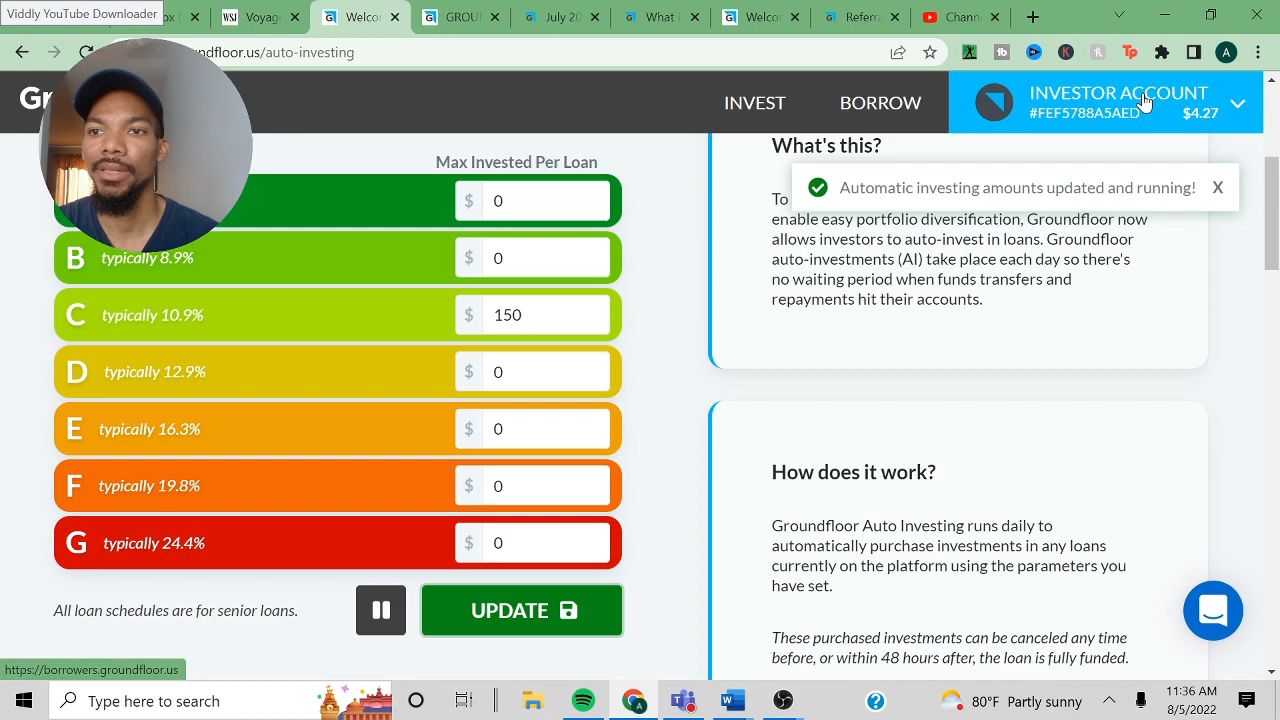 Viddly YouTube Downloader
WSJ Voyage
Welco
GROU
July 20
What i
Welcor
Referra
Chann
ndfloor.us/auto-investing
Gr
INVEST
BORROW
INVESTOR ACCOUNT
#FEF5788A5AED
$4.27
Max Invested Per Loan
$ 0
B typically 8.9% $ 0
C typically 10.9% $ 150
D typically 12.9% $ 0
E typically 16.3% $ 0
F typically 19.8% $ 0
G typically 24.4% $ 0
All loan schedules are for senior loans.
UPDATE
https://borrowers.groundfloor.us
What's this?
Automatic investing amounts updated and running! X
To
enable easy portfolio diversification, Groundfloor now
allows investors to auto-invest in loans. Groundfloor
auto-investments (AI) take place each day so there's
no waiting period when funds transfers and
repayments hit their accounts.
How does it work?
Groundfloor Auto Investing runs daily to
automatically purchase investments in any loans
currently on the platform using the parameters you
have set.
These purchased investments can be canceled any time
before, or within 48 hours after, the loan is fully funded.
Type here to search
80°F Partly sunny
11:36 AM
8/5/2022